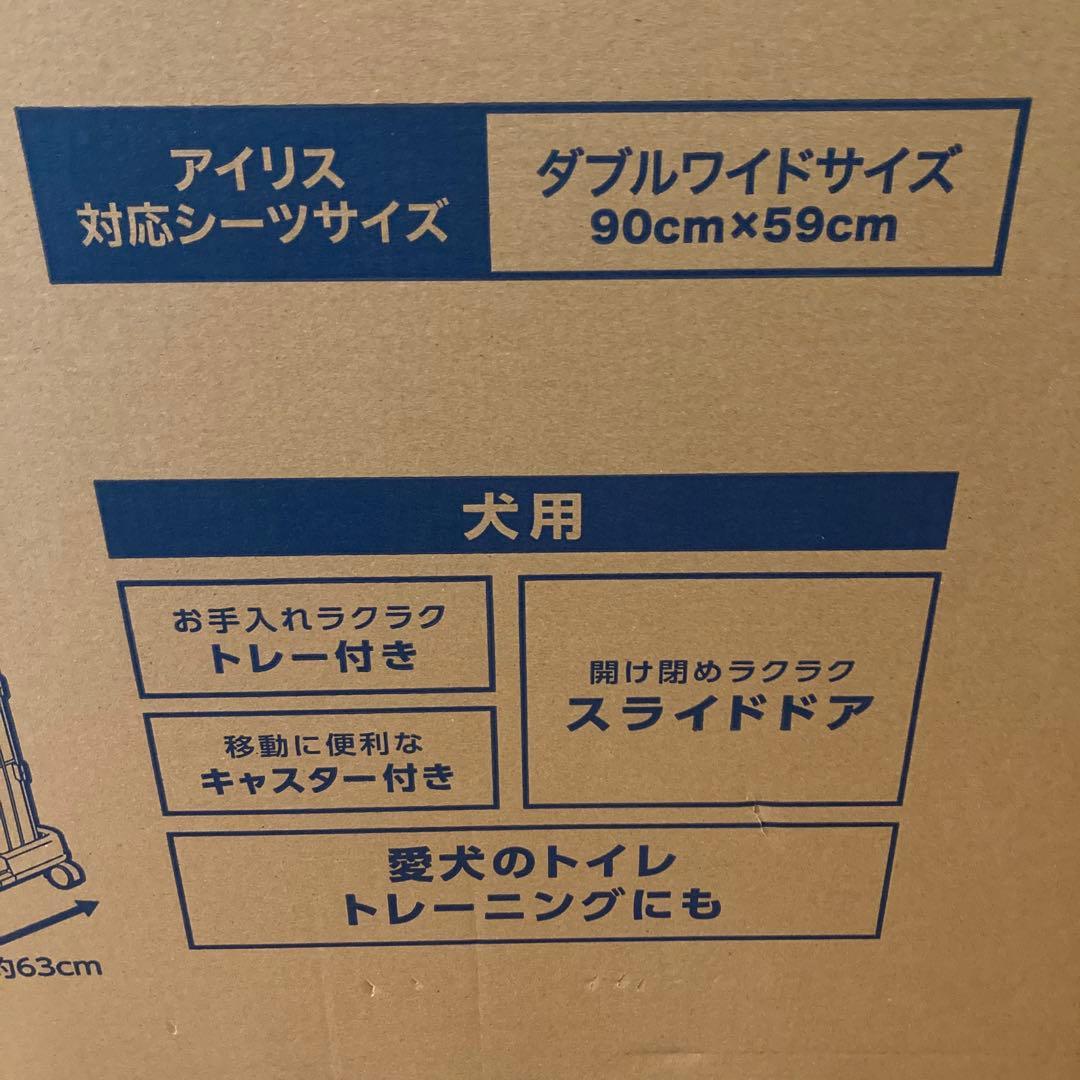 アイリス
対応シーツサイズ
ダブルワイドサイズ
90cm×59cm
犬用
お手入れラクラク
トレー付き
移動に便利な
キャスター付き
開け閉めラクラク
スライドドア
愛犬のトイレ
トレーニングにも
約63cm